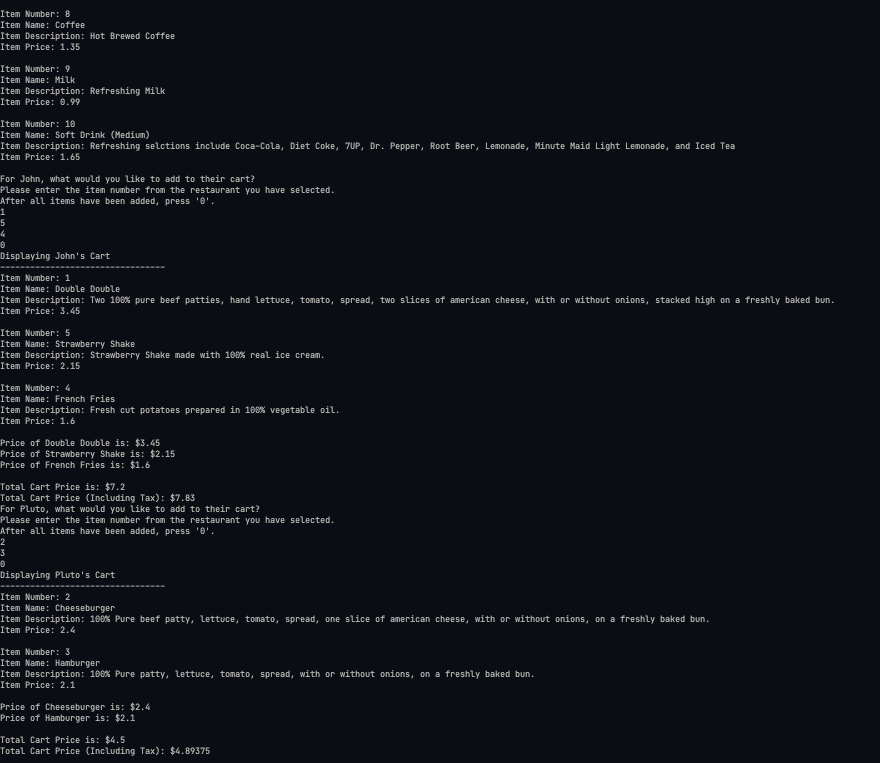 Item Number: 8
Item Name: Coffee
Item Description: Hot Brewed Coffee
Item Price: 1.35
Item Number: 9
Item Name: Milk
Item Description: Refreshing Milk
Item Price: 0.99
Item Number: 10
Item Name: Soft Drink (Medium)
Item Description: Refreshing selctions include Coca-Cola, Diet Coke, 7UP, Dr. Pepper, Root Beer, Lemonade, Minute Maid Light Lemonade, and Iced Tea
Item Price: 1.65
For John, what would you like to add to their cart?
Please enter the item number from the restaurant you have selected.
After all items have been added, press '0'.
1
5
4
0
Displaying John's Cart
---------------------------------
Item Number: 1
Item Name: Double Double
Item Description: Two 100% pure beef patties, hand lettuce, tomato, spread, two slices of american cheese, with or without onions, stacked high on a freshly baked bun.
Item Price: 3.45
Item Number: 5
Item Name: Strawberry Shake
Item Description: Strawberry Shake made with 100% real ice cream.
Item Price: 2.15
Item Number: 4
Item Name: French Fries
Item Description: Fresh cut potatoes prepared in 100% vegetable oil.
Item Price: 1.6
Price of Double Double is: $3.45
Price of Strawberry Shake is: $2.15
Price of French Fries is: $1.6
Total Cart Price is: $7.2
Total Cart Price (Including Tax): $7.83
For Pluto, what would you like to add to their cart?
Please enter the item number from the restaurant you have selected.
After all items have been added, press '0'.
2
3
0
Displaying Pluto's Cart
---------------------------------
Item Number: 2
Item Name: Cheeseburger
Item Description: 100% Pure beef patty, lettuce, tomato, spread, one slice of american cheese, with or without onions, on a freshly baked bun.
Item Price: 2.4
Item Number: 3
Item Name: Hamburger
Item Description: 100% Pure patty, lettuce, tomato, spread, with or without onions, on a freshly baked bun.
Item Price: 2.1
Price of Cheeseburger is: $2.4
Price of Hamburger is: $2.1
Total Cart Price is: $4.5
Total Cart Price (Including Tax): $4.89375